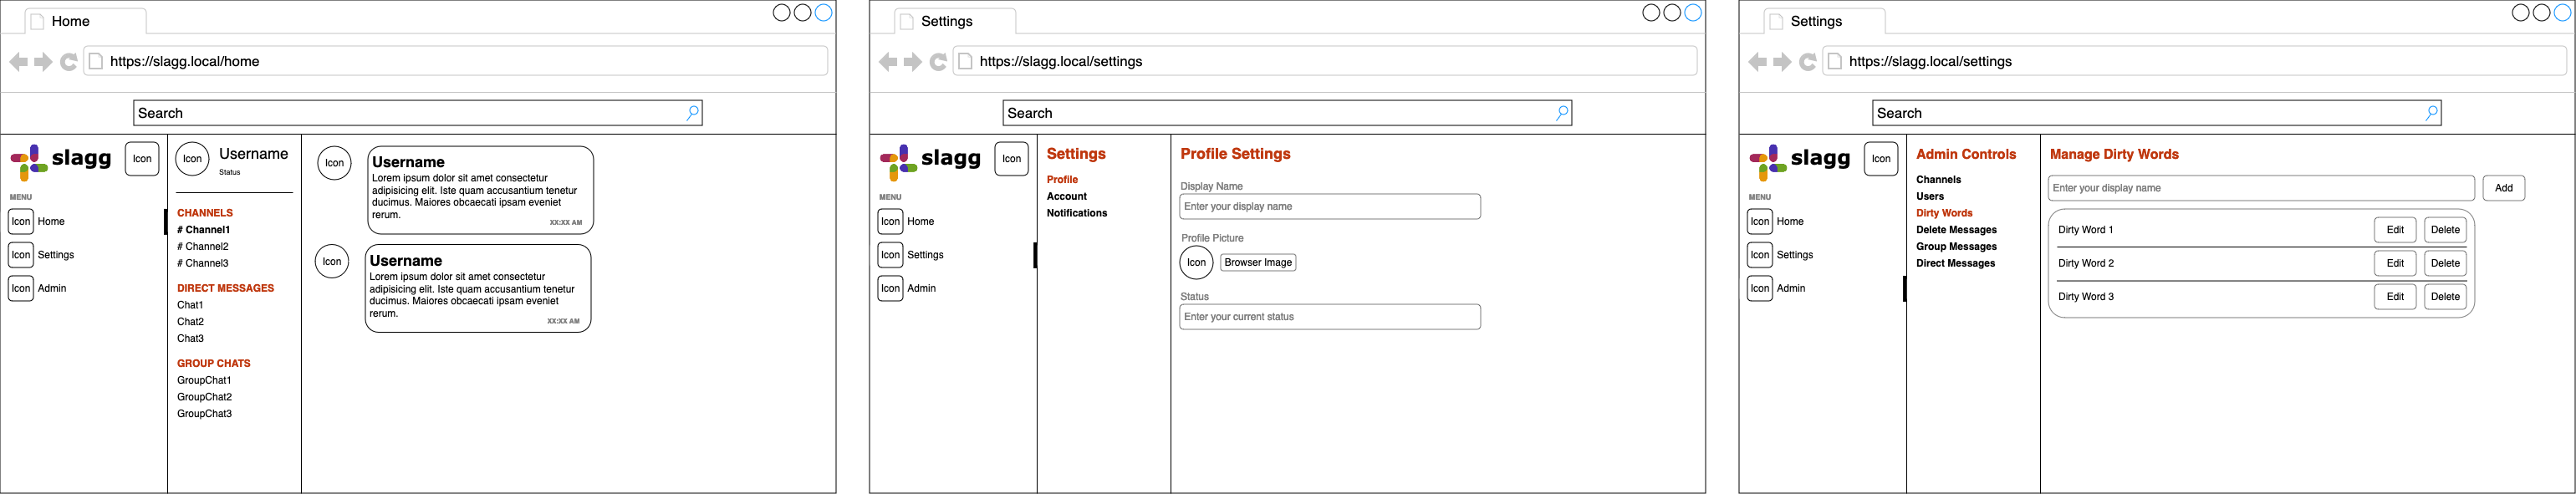 Home
https://slagg.local/home
Search
slagg
Icon
MENU
Icon Home
Icon Settings
Icon Admin
Icon
Username
Status
CHANNELS
# Channel1
# Channel2
# Channel3
DIRECT MESSAGES
Chat1
Chat2
Chat3
GROUP CHATS
GroupChat1
GroupChat2
GroupChat3
Icon
Username
Lorem ipsum dolor sit amet consectetur
adipisicing elit. Iste quam accusantium tenetur
ducimus. Maiores obcaecati ipsam eveniet
rerum.
XX:XX AM
Icon
Username
Lorem ipsum dolor sit amet consectetur
adipisicing elit. Iste quam accusantium tenetur
ducimus. Maiores obcaecati ipsam eveniet
rerum.
XX:XX AM
Settings
https://slagg.local/settings
Search
slagg
Icon
MENU
Icon Home
Icon Settings
Icon Admin
Settings
Profile
Account
Notifications
Profile Settings
Display Name
Enter your display name
Profile Picture
Icon
Browser Image
Status
Enter your current status
Settings
https://slagg.local/settings
Search
slagg
Icon
MENU
Icon Home
Icon Settings
Icon Admin
Admin Controls
Channels
Users
Dirty Words
Delete Messages
Group Messages
Direct Messages
Manage Dirty Words
Enter your display name
Add
Dirty Word 1 Edit Delete
Dirty Word 2 Edit Delete
Dirty Word 3 Edit Delete